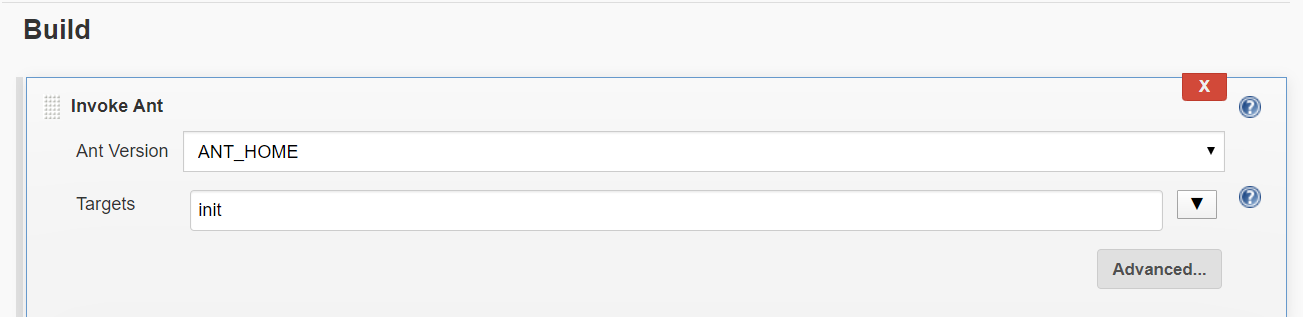 Build
Invoke Ant
X
?
Ant Version ANT_HOME
Targets init
?
Advanced...